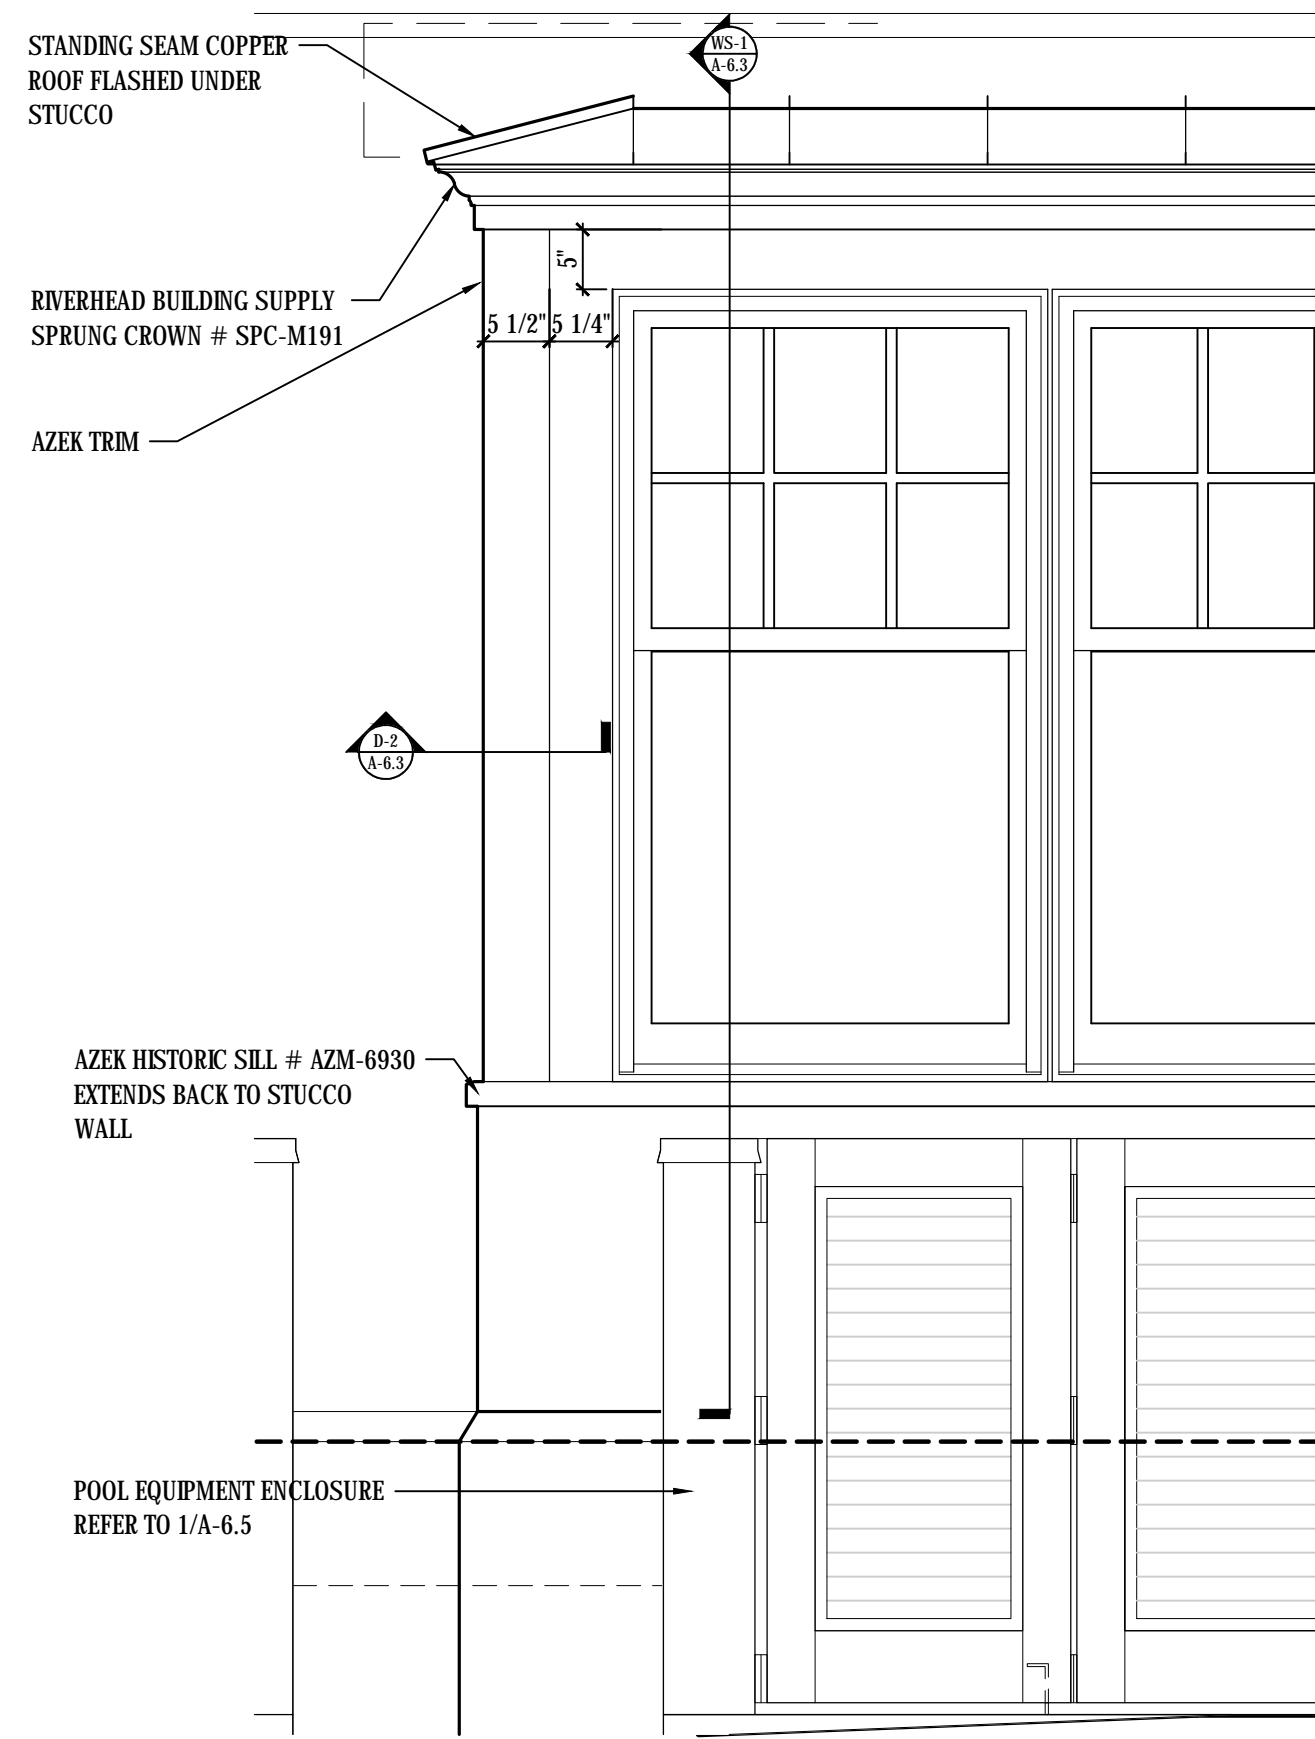 STANDING SEAM COPPER
ROOF FLASHED UNDER
STUCCO
WS-1
A-6.3
RIVERHEAD BUILDING SUPPLY
SPRUNG CROWN # SPC-M191
5"
5 1/2"
5 1/4"
AZEK TRIM
D-2
A-6.3
AZEK HISTORIC SILL # AZM-6930
EXTENDS BACK TO STUCCO
WALL
POOL EQUIPMENT ENCLOSURE
REFER TO 1/A-6.5